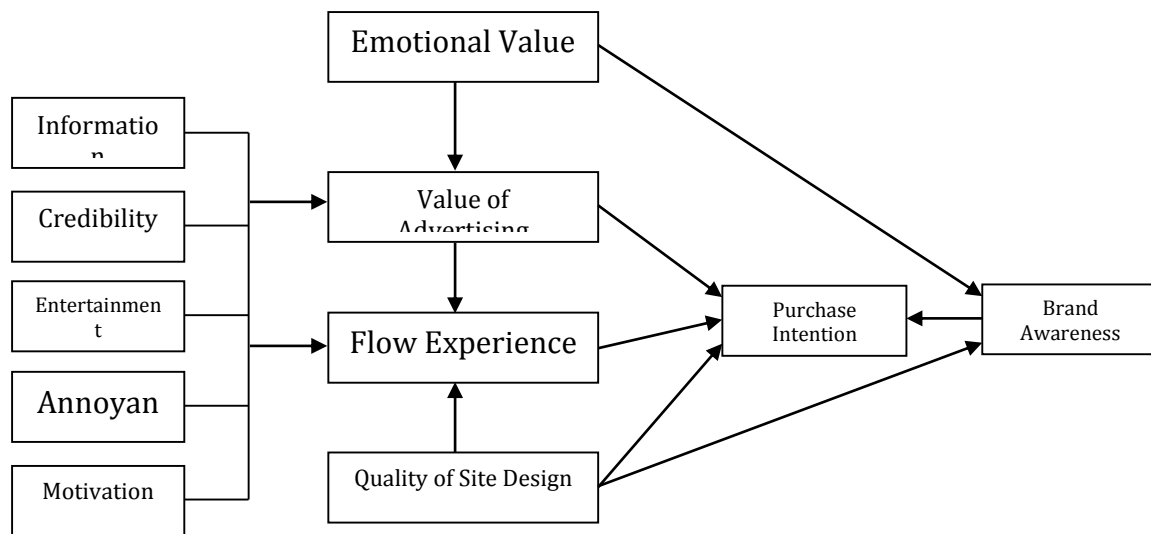 Emotional Value
Informatio
n
Credibility
Entertainmen
t
Annoyan
Motivation
Value of
Advertising
Flow Experience
Quality of Site Design
Purchase
Intention
Brand
Awareness